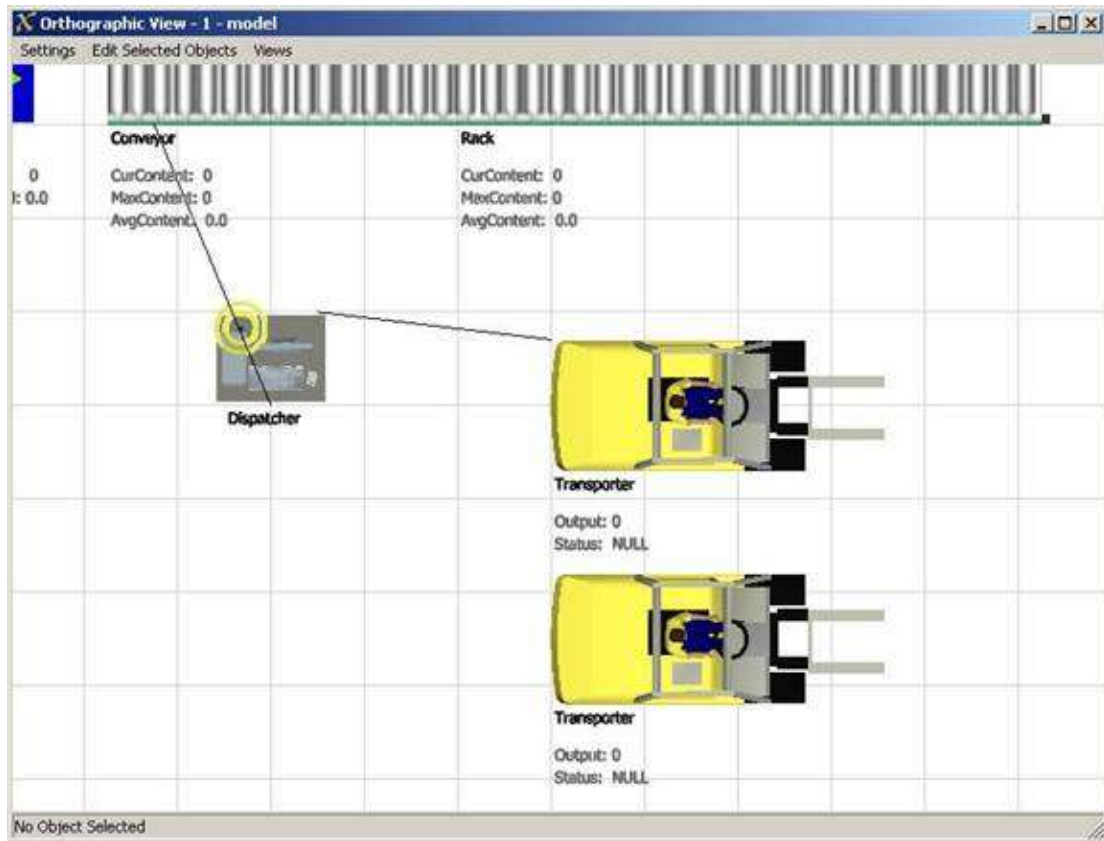 Orthographic View - 1 - model
Settings Edit Selected Objects Views
Conveyor Rack
0 CurContent: 0 CurContent: 0
l: 0.0 MaxContent: 0 MaxContent: 0
AvgContent: 0.0 AvgContent: 0.0
Dispatcher
Transporter
Output: 0
Status: NULL
Transporter
Output: 0
Status: NULL
No Object Selected